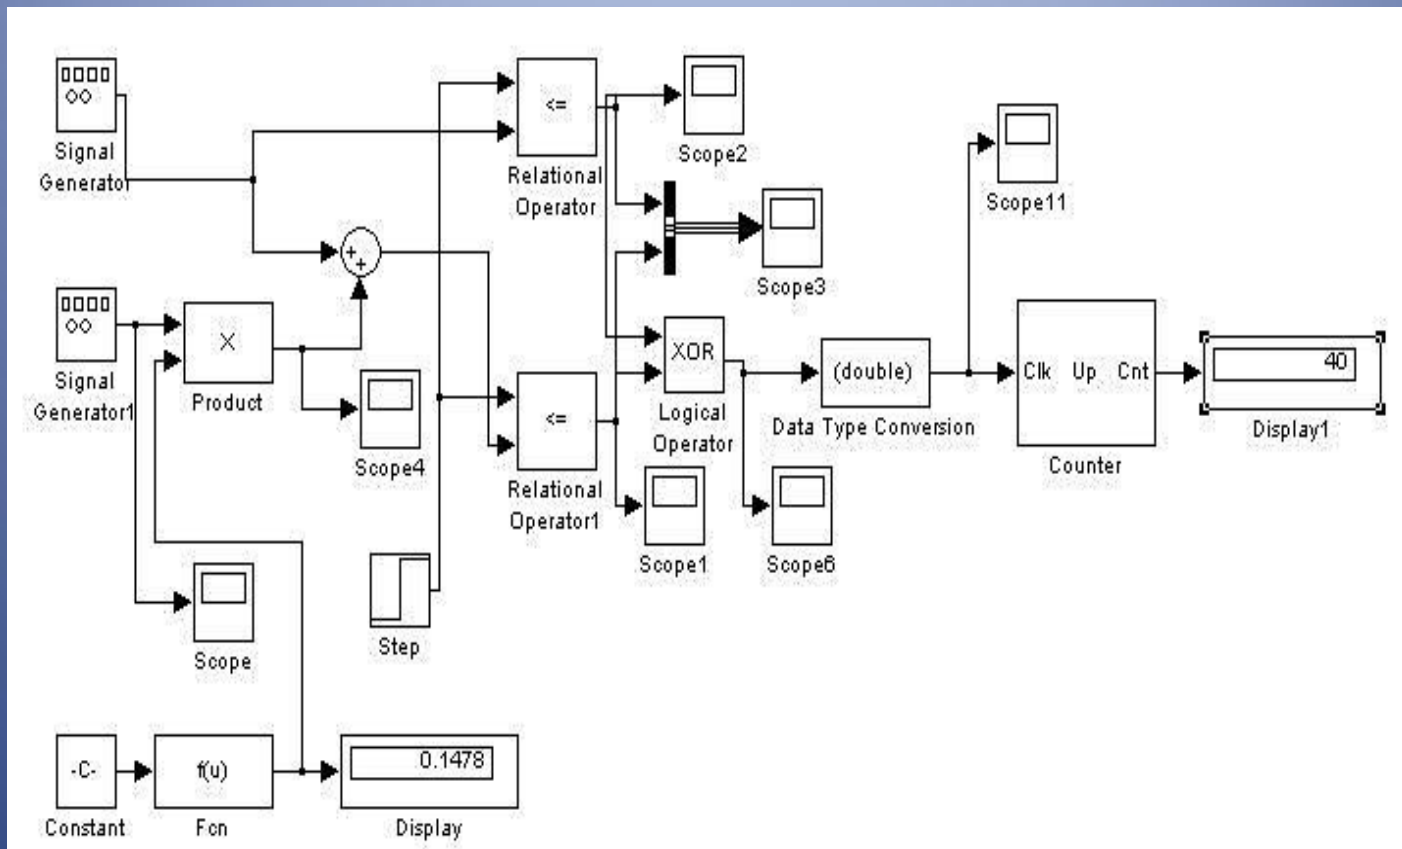 <=
Signal
Generator
Relational
Operator
Scope2
Scope11
+
+
Scope3
Signal
Generator1
X
Product
Scope4
<=
Relational
Operator1
XOR
Logical
Operator
(double)
Data Type Conversion
Clk Up Cnt
Counter
40
Display1
Scope1
Scope6
Scope
Step
-C-
Constant
f(u)
Fcn
0.1478
Display